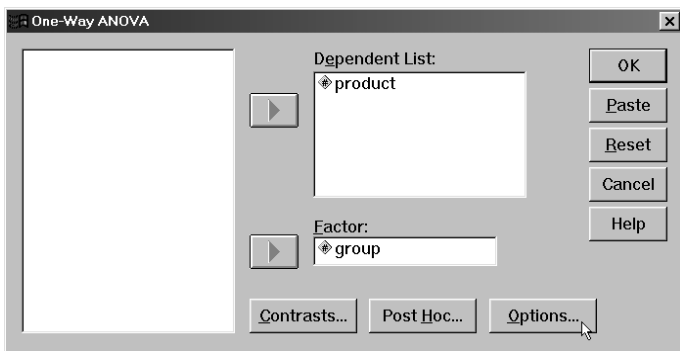 One-Way ANOVA
Dependent List:
product
Factor:
group
OK
Paste
Reset
Cancel
Help
Contrasts...
Post Hoc...
Options...